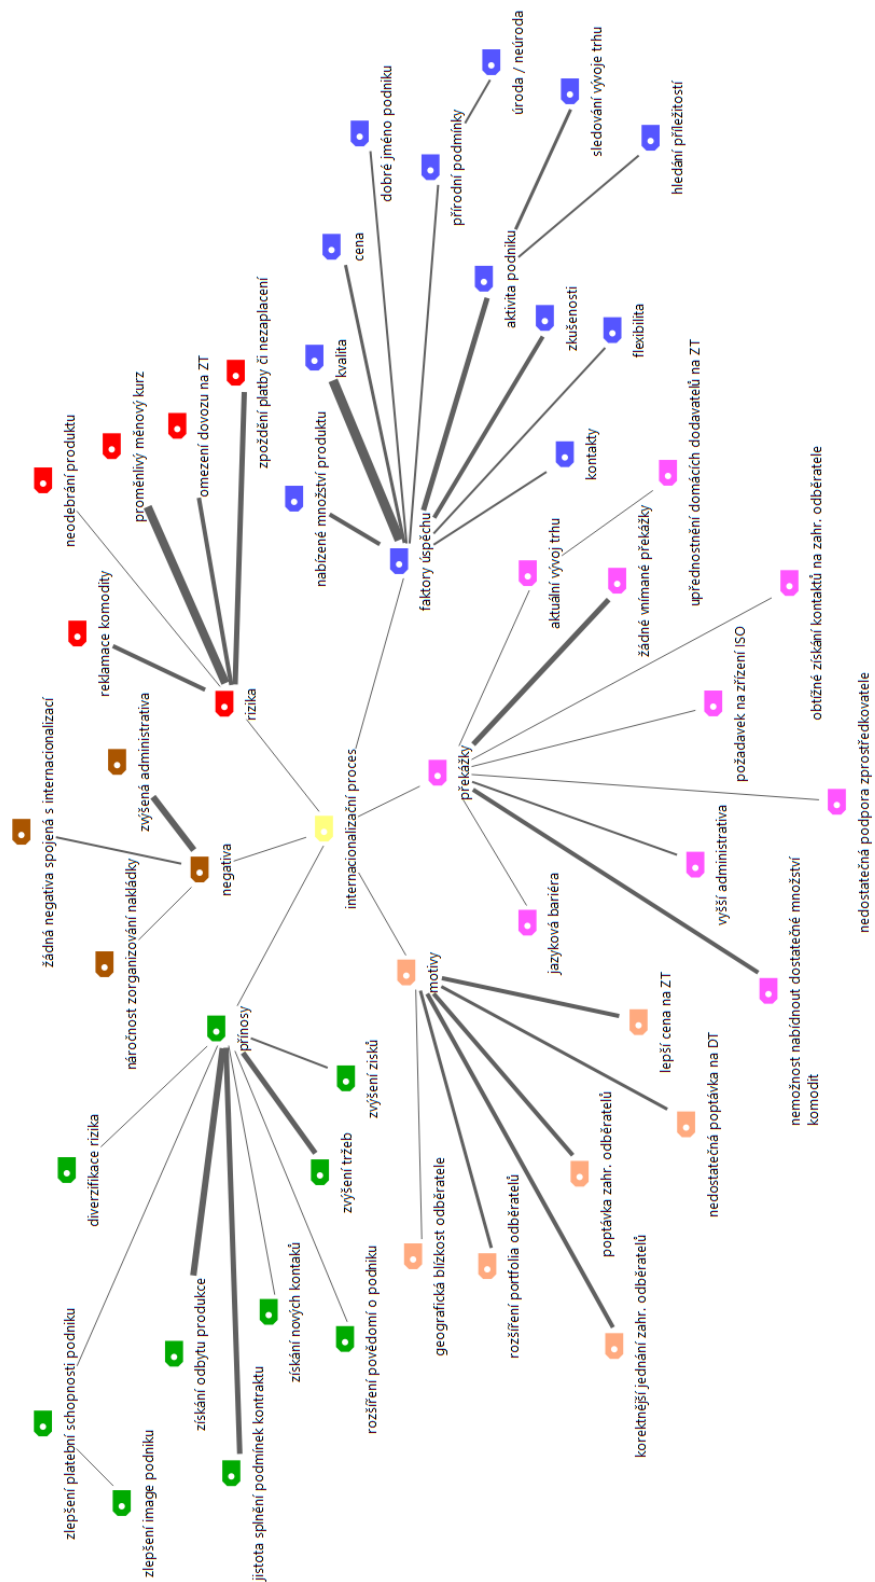 zlepšení platební schopnosti podniku
zlepšení image podniku
diverzifikace rizika
získání odbytu produkce
jistota splnění podmínek kontraktu
získání nových kontaků
rozšíření povědomí o podniku
zvýšení tržeb
zvýšení zisků
přínosy
žádná negativa spojená s internacionalizací
náročnost zorganizování nakládky
zvýšená administrativa
negativa
reklamace komodity
neodebrání produktu
proměnlivý měnový kurz
omezení dovozu na ZT
zpoždění platby či nezaplacení
rizika
internacionalizační proces
nabízené množství produktu
kvalita
cena
dobré jméno podniku
přírodní podmínky
úroda / neúroda
aktivita podniku
sledování vývoje trhu
hledání příležitostí
zkušenosti
flexibilita
kontakty
faktory úspěchu
geografická blízkost odběratele
rozšíření portfolia odběratelů
korektnější jednání zahr. odběratelů
poptávka zahr. odběratelů
nedostatečná poptávka na DT
lepší cena na ZT
motivy
překážky
jazyková bariéra
nemožnost nabídnout dostatečné množství
komodit
vyšší administrativa
nedostatečná podpora zprostředkovatele
požadavek na zřízení ISO
obtížné získání kontaktů na zahr. odběratele
žádné vnímané překážky
aktuální vývoj trhu
upřednostnění domácích dodavatelů na ZT